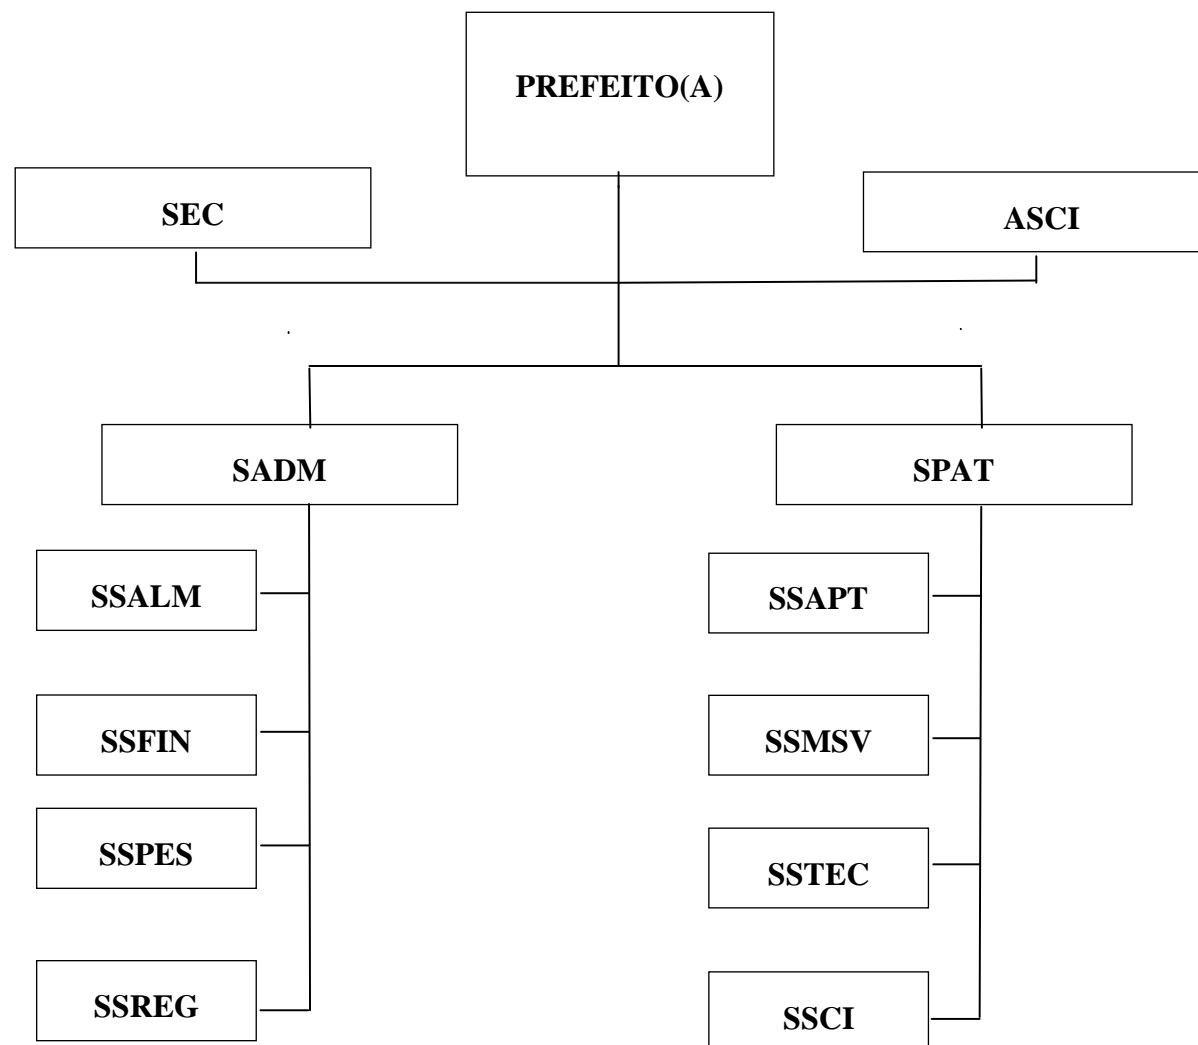 PREFEITO(A)
SEC
ASCI
SADM
SPAT
SSALM
SSAPT
SSFIN
SSMSV
SSPES
SSTEC
SSREG
SSCI